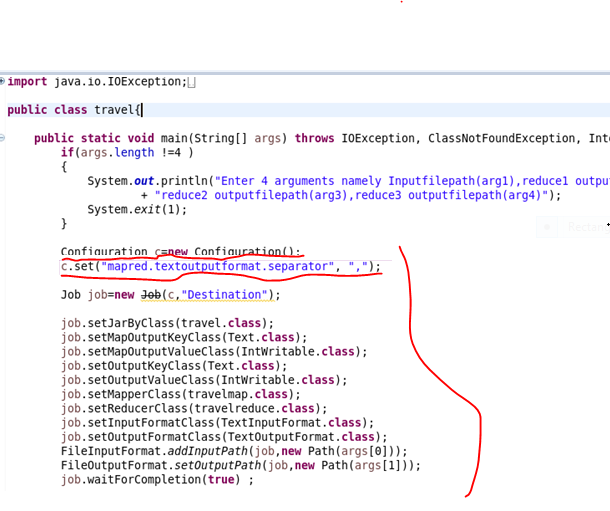 import java.io.IOException;
public class travel{
public static void main(String[] args) throws IOException, ClassNotFoundException, Inte
if(args.length !=4 )
{
System.out.println("Enter 4 arguments namely Inputfilepath(arg1),reduce1 outpu
+ "reduce2 outputfilepath(arg3),reduce3 outputfilepath(arg4)");
System.exit(1);
}
Configuration c=new Configuration();
c.set("mapred.textoutputformat.separator", ",");
Job job=new Job(c,"Destination");
job.setJarByClass(travel.class);
job.setMapOutputKeyClass(Text.class);
job.setMapOutputValueClass(IntWritable.class);
job.setOutputKeyClass(Text.class);
job.setOutputValueClass(IntWritable.class);
job.setMapperClass(travelmap.class);
job.setReducerClass(travelreduce.class);
job.setInputFormatClass(TextInputFormat.class);
job.setOutputFormatClass(TextOutputFormat.class);
FileInputFormat.addInputPath(job,new Path(args[0]));
FileOutputFormat.setOutputPath(job,new Path(args[1]));
job.waitForCompletion(true) ;